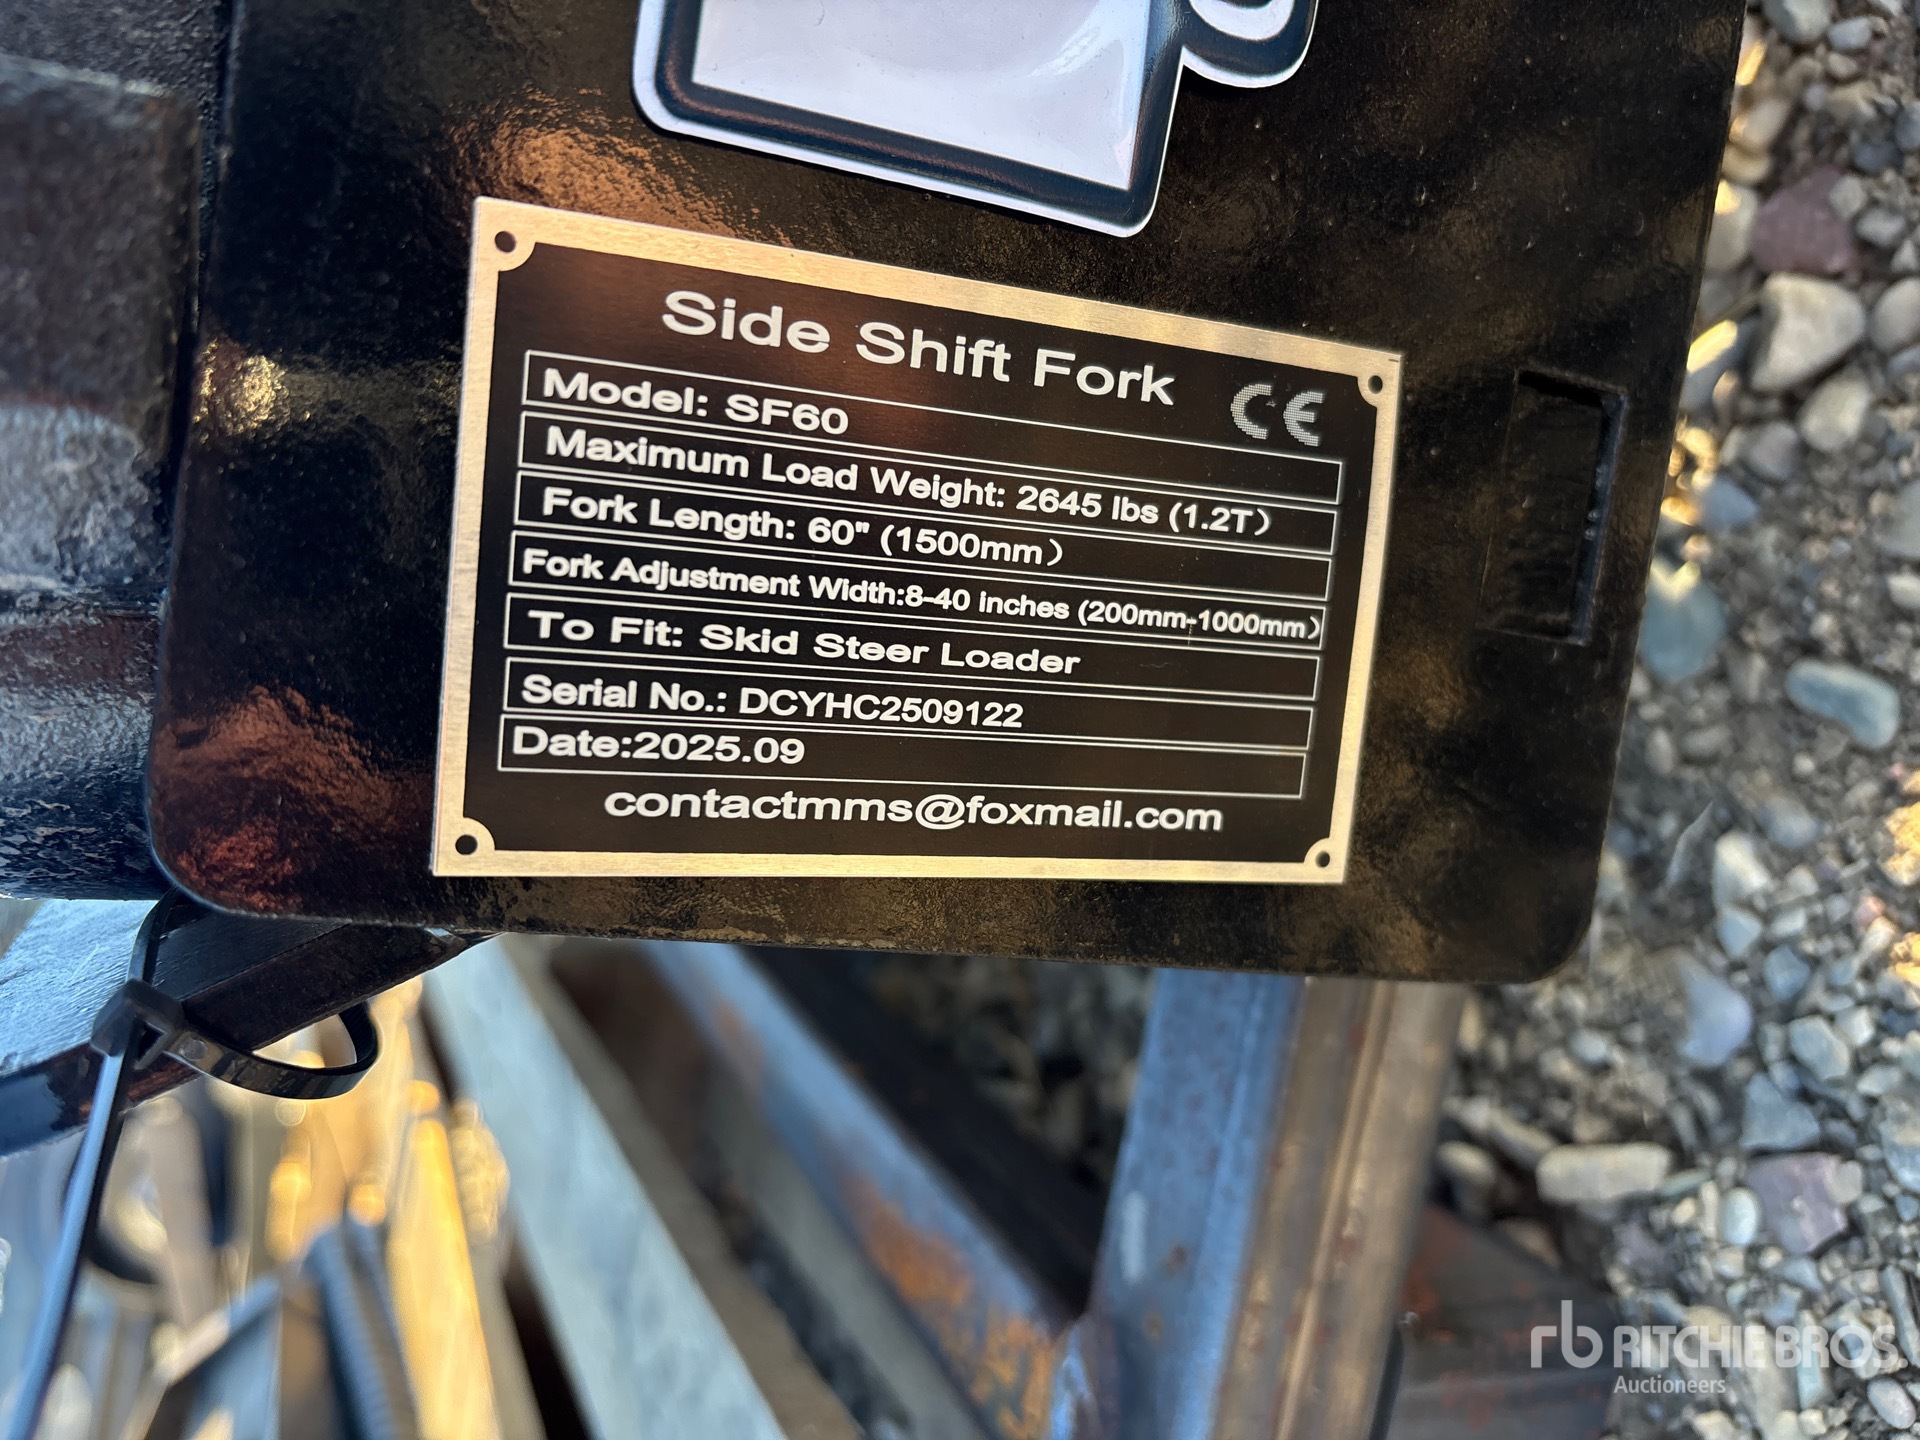 Side Shift Fork
CE
Model: SF60
Maximum Load Weight: 2645 lbs (1.2T)
Fork Length: 60" (1500mm)
Fork Adjustment Width:8-40 inches (200mm-1000mm)
To Fit: Skid Steer Loader
Serial No.: DCYHC2509122
Date:2025.09
contactmms@foxmail.com
rb RITCHIE BROS.
Auctioneers